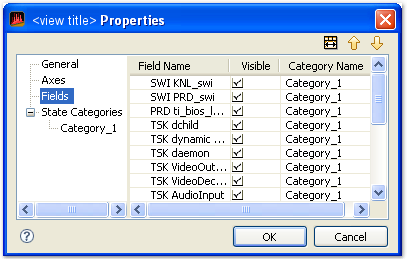 <view title> Properties
General
Axes
Fields
State Categories
Category_1
Field Name Visible Category Name
SWI KNL_swi Category_1
SWI PRD_swi Category_1
PRD ti_bios_l... Category_1
TSK dchild Category_1
TSK dynamic ... Category_1
TSK daemon Category_1
TSK VideoOut... Category_1
TSK VideoDec... Category_1
TSK AudioInput Category_1
OK Cancel